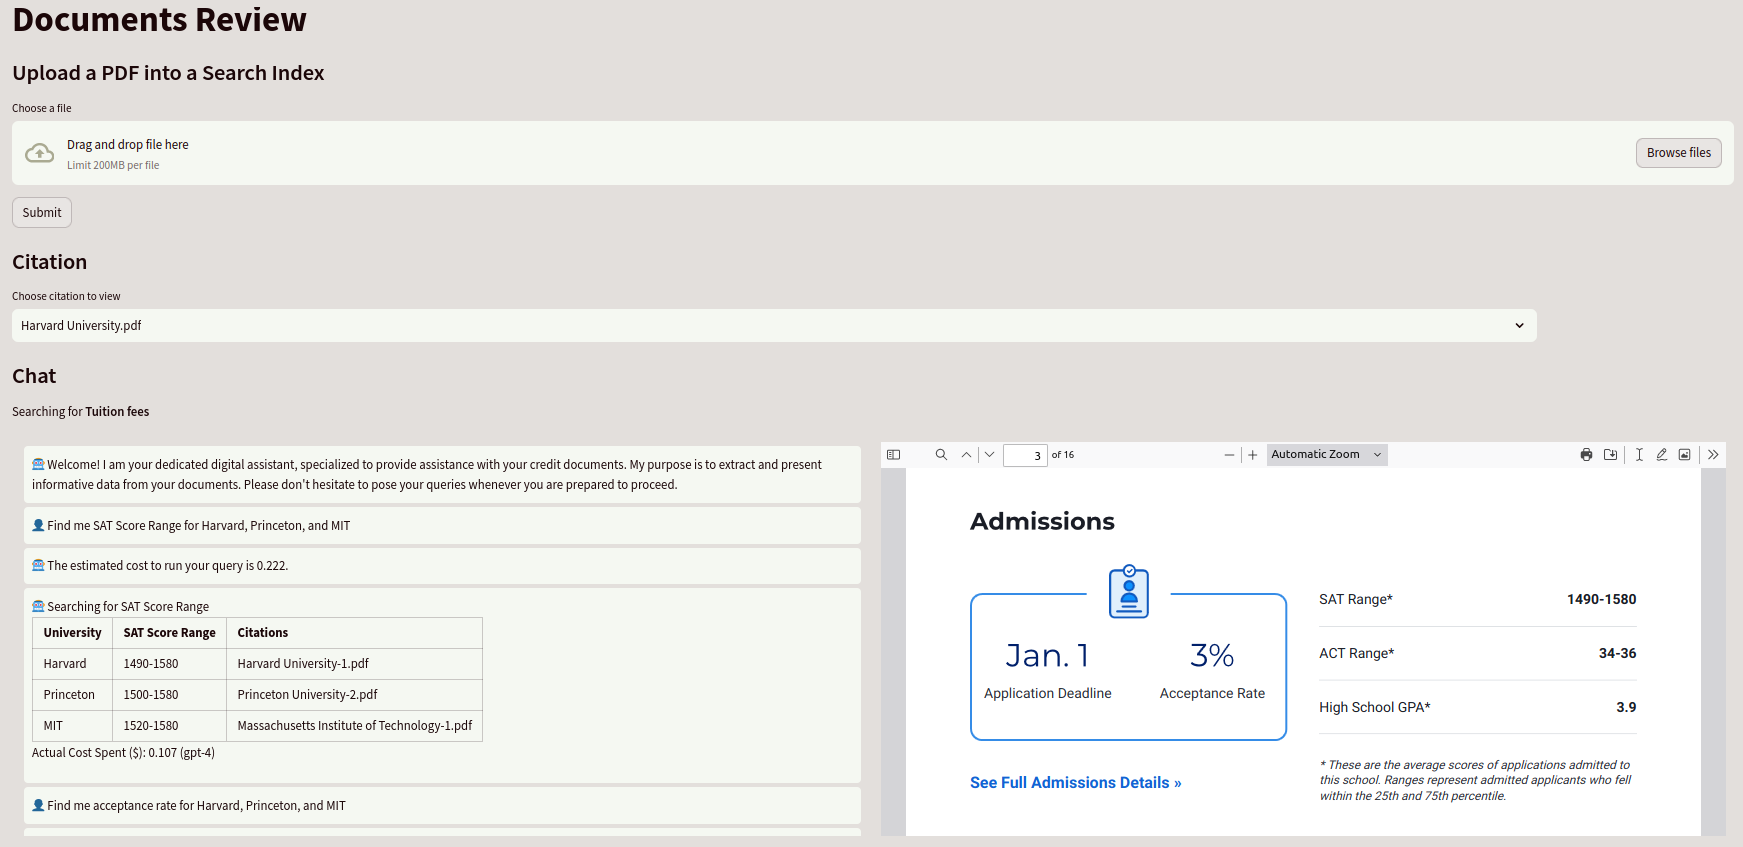 Documents Review
Upload a PDF into a Search Index
Choose a file
Drag and drop file here
Limit 200MB per file
Browse files
Submit
Citation
Choose citation to view
Harvard University.pdf
Chat
Searching for Tuition fees
Welcome! I am your dedicated digital assistant, specialized to provide assistance with your credit documents. My purpose is to extract and present
informative data from your documents. Please don't hesitate to pose your queries whenever you are prepared to proceed.
Find me SAT Score Range for Harvard, Princeton, and MIT
The estimated cost to run your query is 0.222.
Searching for SAT Score Range
University SAT Score Range Citations
Harvard 1490-1580 Harvard University-1.pdf
Princeton 1500-1580 Princeton University-2.pdf
MIT 1520-1580 Massachusetts Institute of Technology-1.pdf
Actual Cost Spent ($): 0.107 (gpt-4)
Find me acceptance rate for Harvard, Princeton, and MIT
3 of 16
Automatic Zoom
Admissions
Jan. 1
Application Deadline
3%
Acceptance Rate
See Full Admissions Details »
SAT Range* 1490-1580
ACT Range* 34-36
High School GPA* 3.9
* These are the average scores of applications admitted to
this school. Ranges represent admitted applicants who fell
within the 25th and 75th percentile.